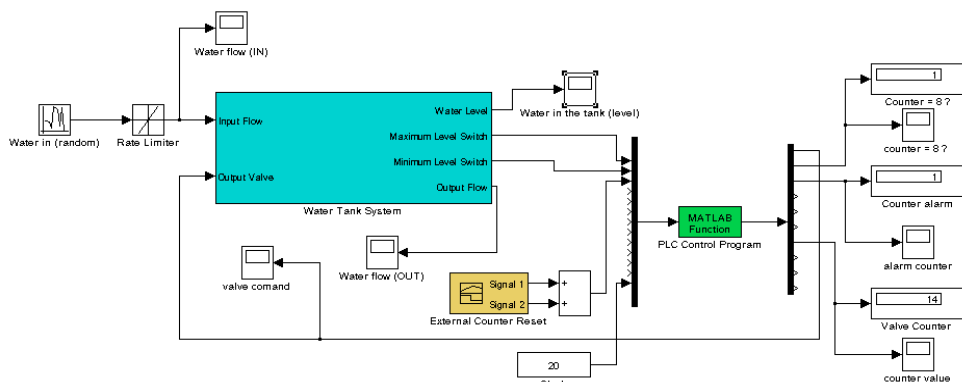 Water flow (IN)
Water in (random)
Rate Limiter
Input Flow
Output Valve
Water Level
Maximum Level Switch
Minimum Level Switch
Output Flow
Water Tank System
Water in the tank (level)
Water flow (OUT)
valve comand
Signal 1
Signal 2
+
+
External Counter Reset
20
MATLAB
Function
PLC Control Program
1
Counter = 8 ?
counter = 8 ?
1
Counter alarm
alarm counter
14
Valve Counter
counter value